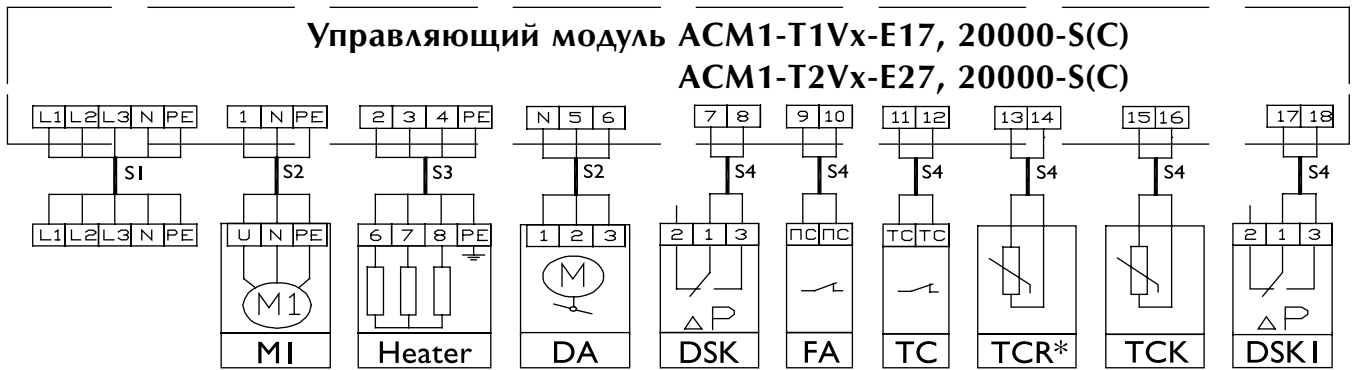 Управляющий модуль ACM1-T1Vx-E17, 20000-S(C)
ACM1-T2Vx-E27, 20000-S(C)
L1 L2 L3 N PE 1 N PE 2 3 4 PE N 5 6 7 8 9 10 11 12 13 14 15 16 17 18
S1 S2 S3 S2 S4 S4 S4 S4 S4 S4
L1 L2 L3 N PE U N PE 6 7 8 PE 1 2 3 2 1 3 ПС ПС ТС ТС 2 1 3
M1 M ΔP ΔP
M1 Heater DA DSK FA TC TCR* TCK DSK1